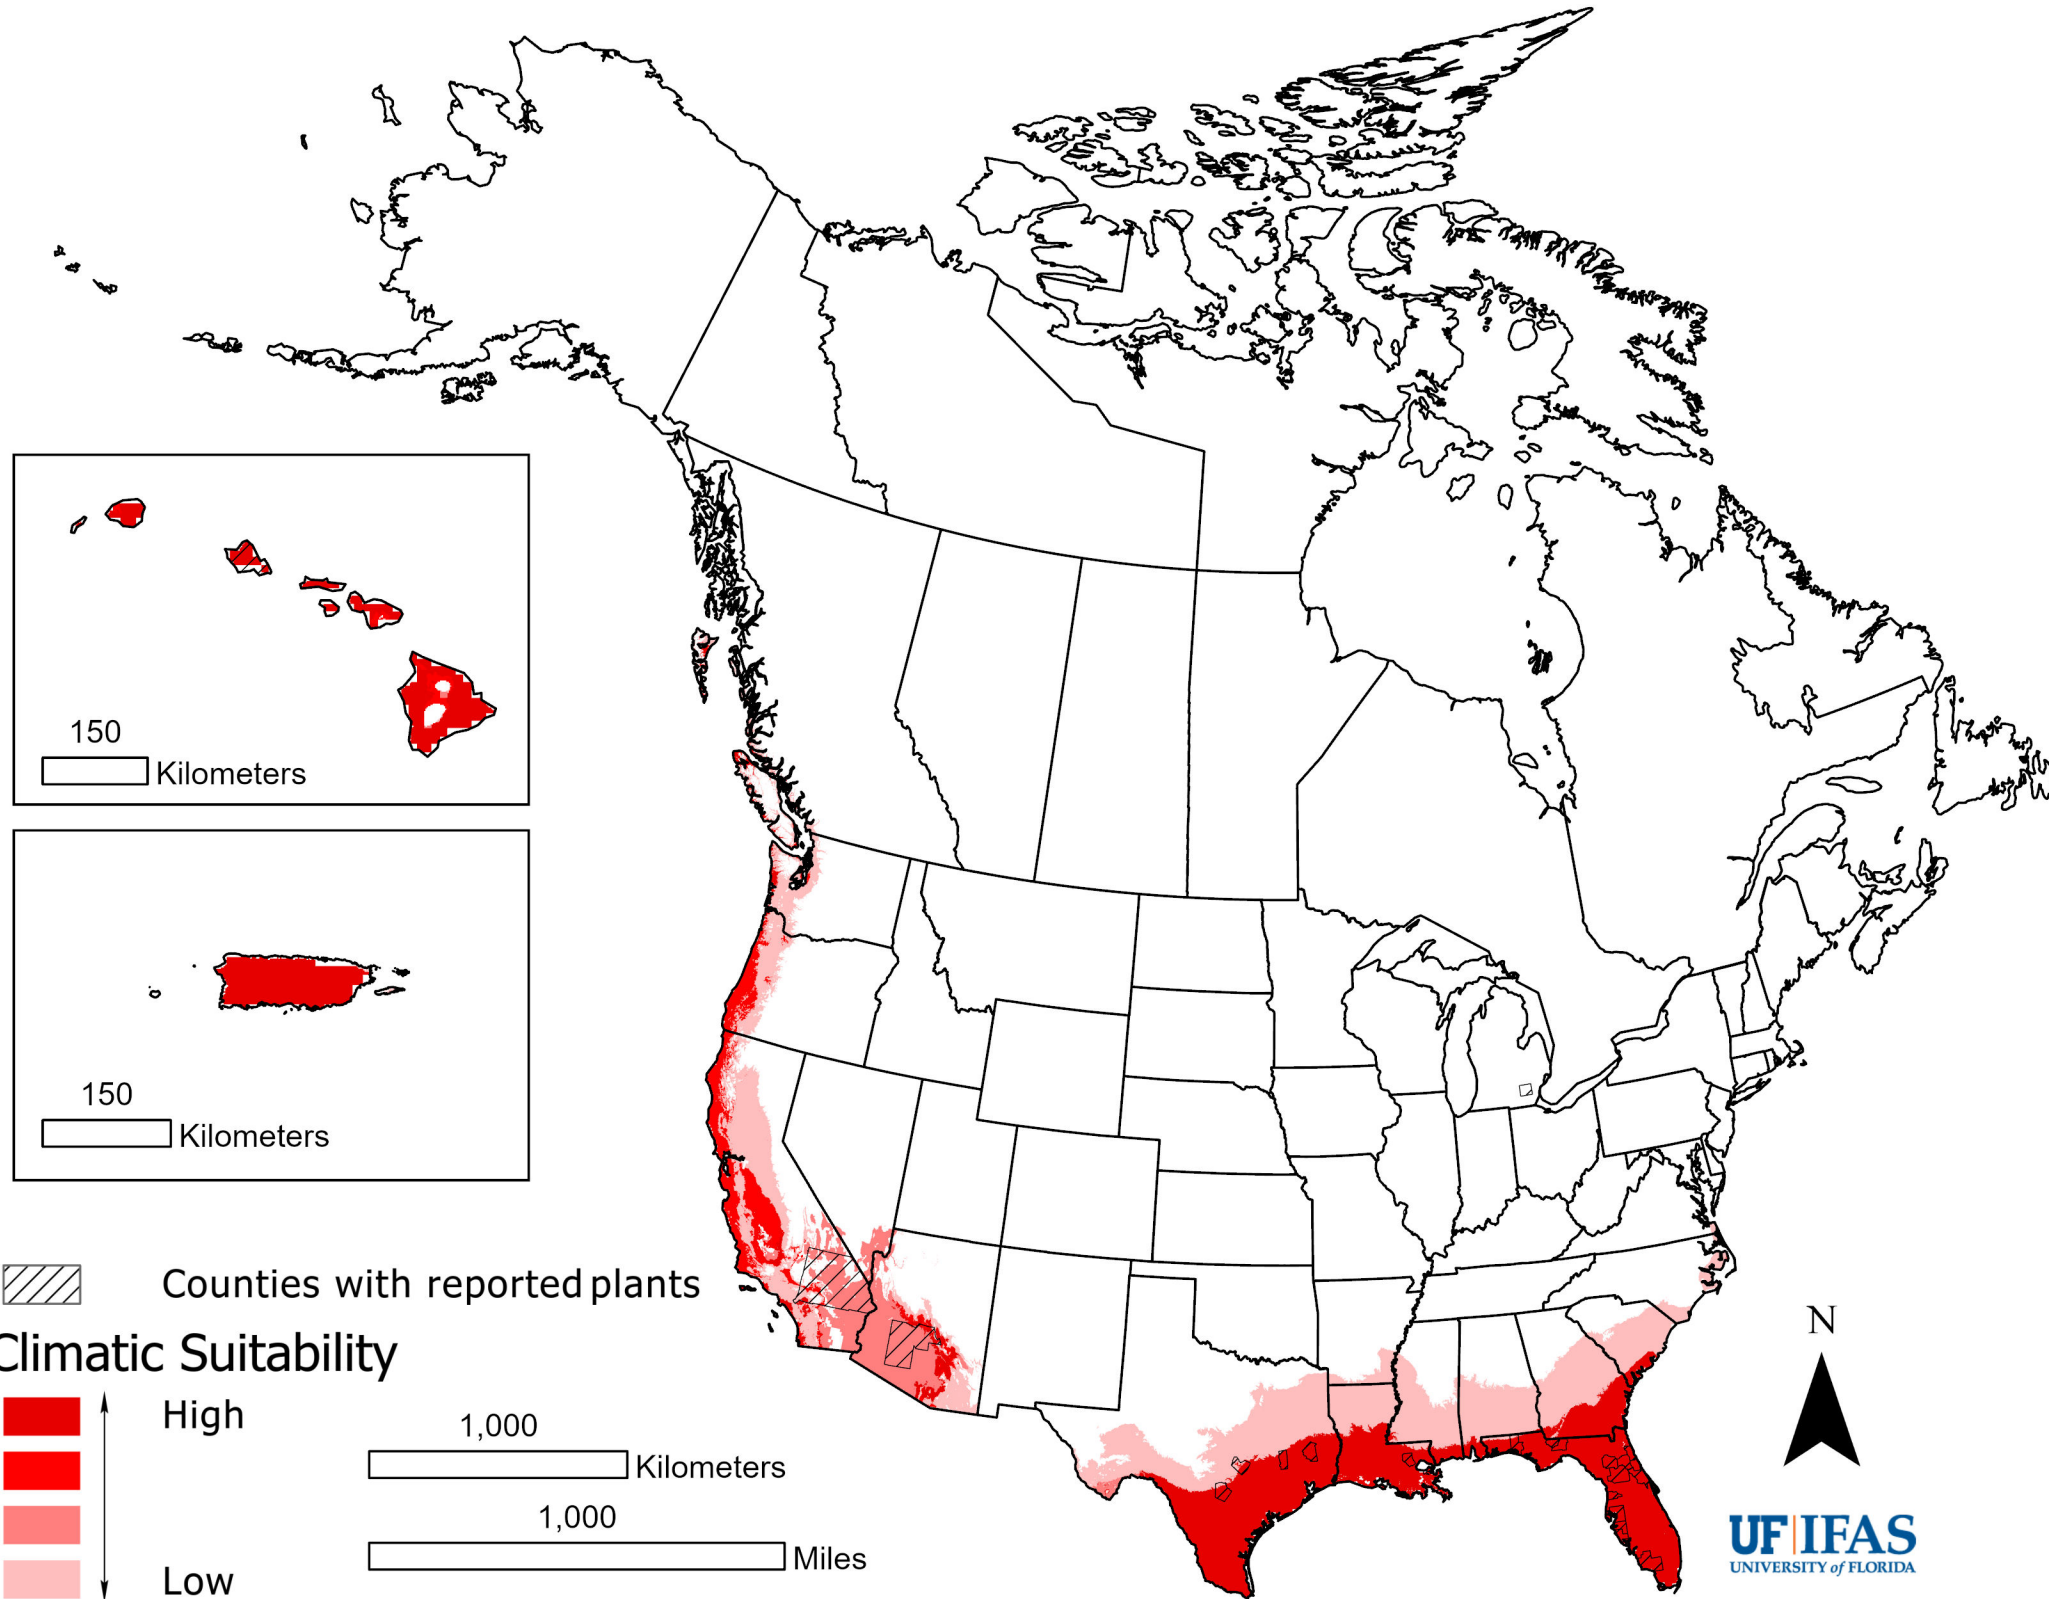 150
Kilometers
150
Kilometers
Counties with reported plants
Climatic Suitability
High
Low
1,000
Kilometers
1,000
Miles
N
UF|IFAS
UNIVERSITY of FLORIDA